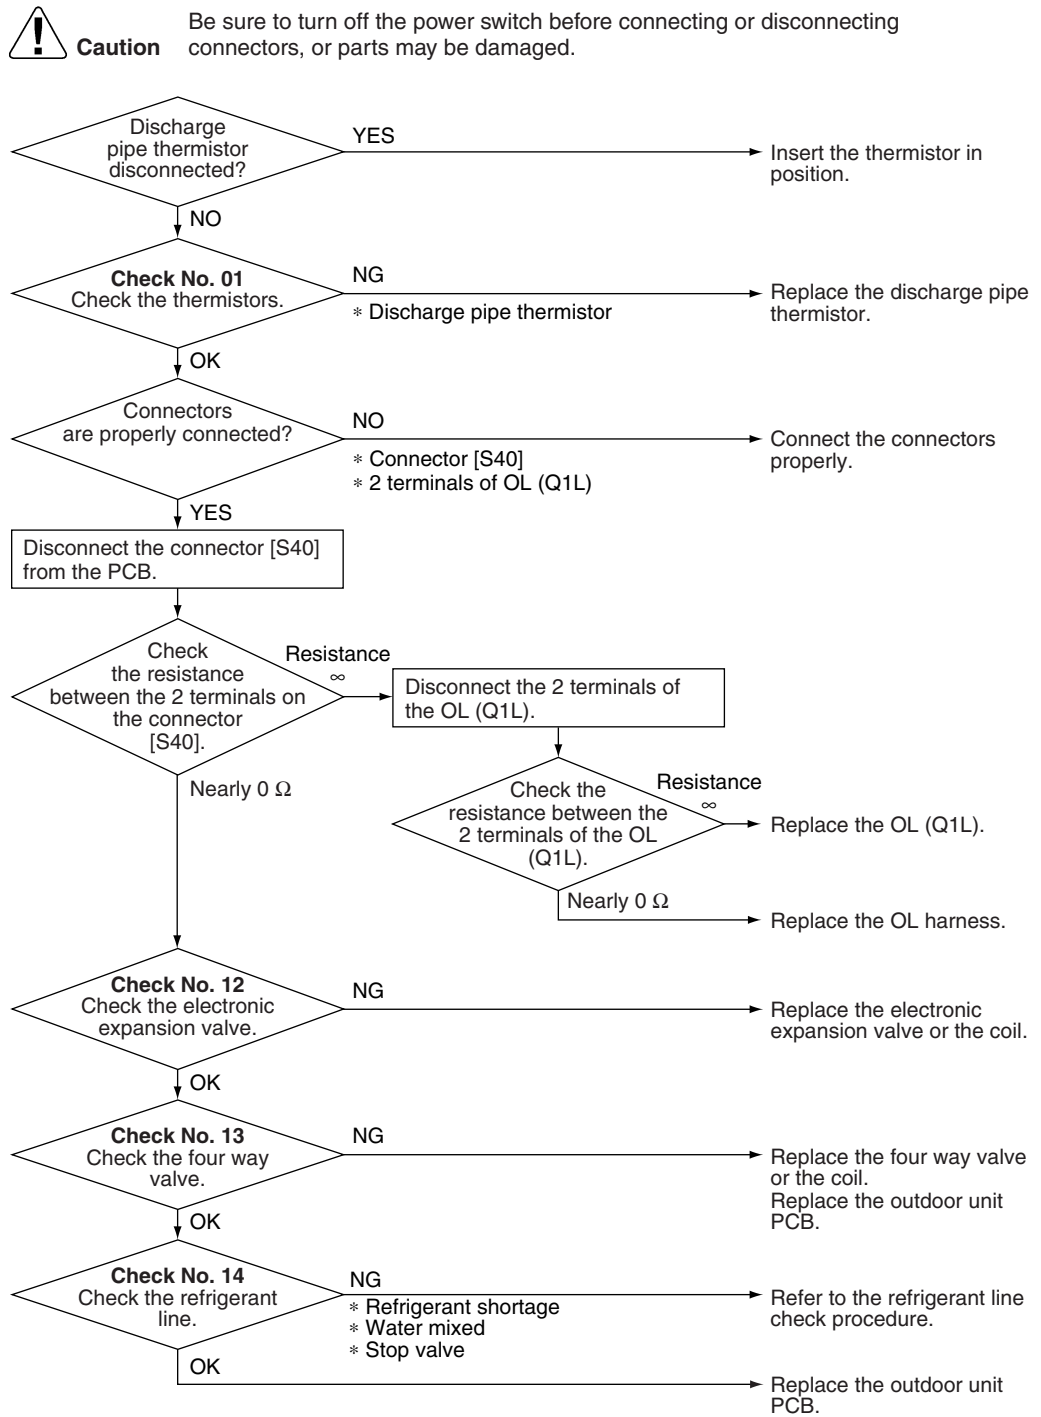 Caution
Be sure to turn off the power switch before connecting or disconnecting
connectors, or parts may be damaged.
Discharge
pipe thermistor
disconnected?
YES
Insert the thermistor in
position.
NO
Check No. 01
Check the thermistors.
NG
* Discharge pipe thermistor
Replace the discharge pipe
thermistor.
OK
Connectors
are properly connected?
NO
* Connector [S40]
* 2 terminals of OL (Q1L)
Connect the connectors
properly.
YES
Disconnect the connector [S40]
from the PCB.
Check
the resistance
between the 2 terminals on
the connector
[S40].
Resistance
∞
Disconnect the 2 terminals of
the OL (Q1L).
Nearly 0 Ω
Check the
resistance between the
2 terminals of the OL
(Q1L).
Resistance
∞
Replace the OL (Q1L).
Nearly 0 Ω
Replace the OL harness.
Check No. 12
Check the electronic
expansion valve.
NG
Replace the electronic
expansion valve or the coil.
OK
Check No. 13
Check the four way
valve.
NG
Replace the four way valve
or the coil.
Replace the outdoor unit
PCB.
OK
Check No. 14
Check the refrigerant
line.
NG
* Refrigerant shortage
* Water mixed
* Stop valve
Refer to the refrigerant line
check procedure.
OK
Replace the outdoor unit
PCB.